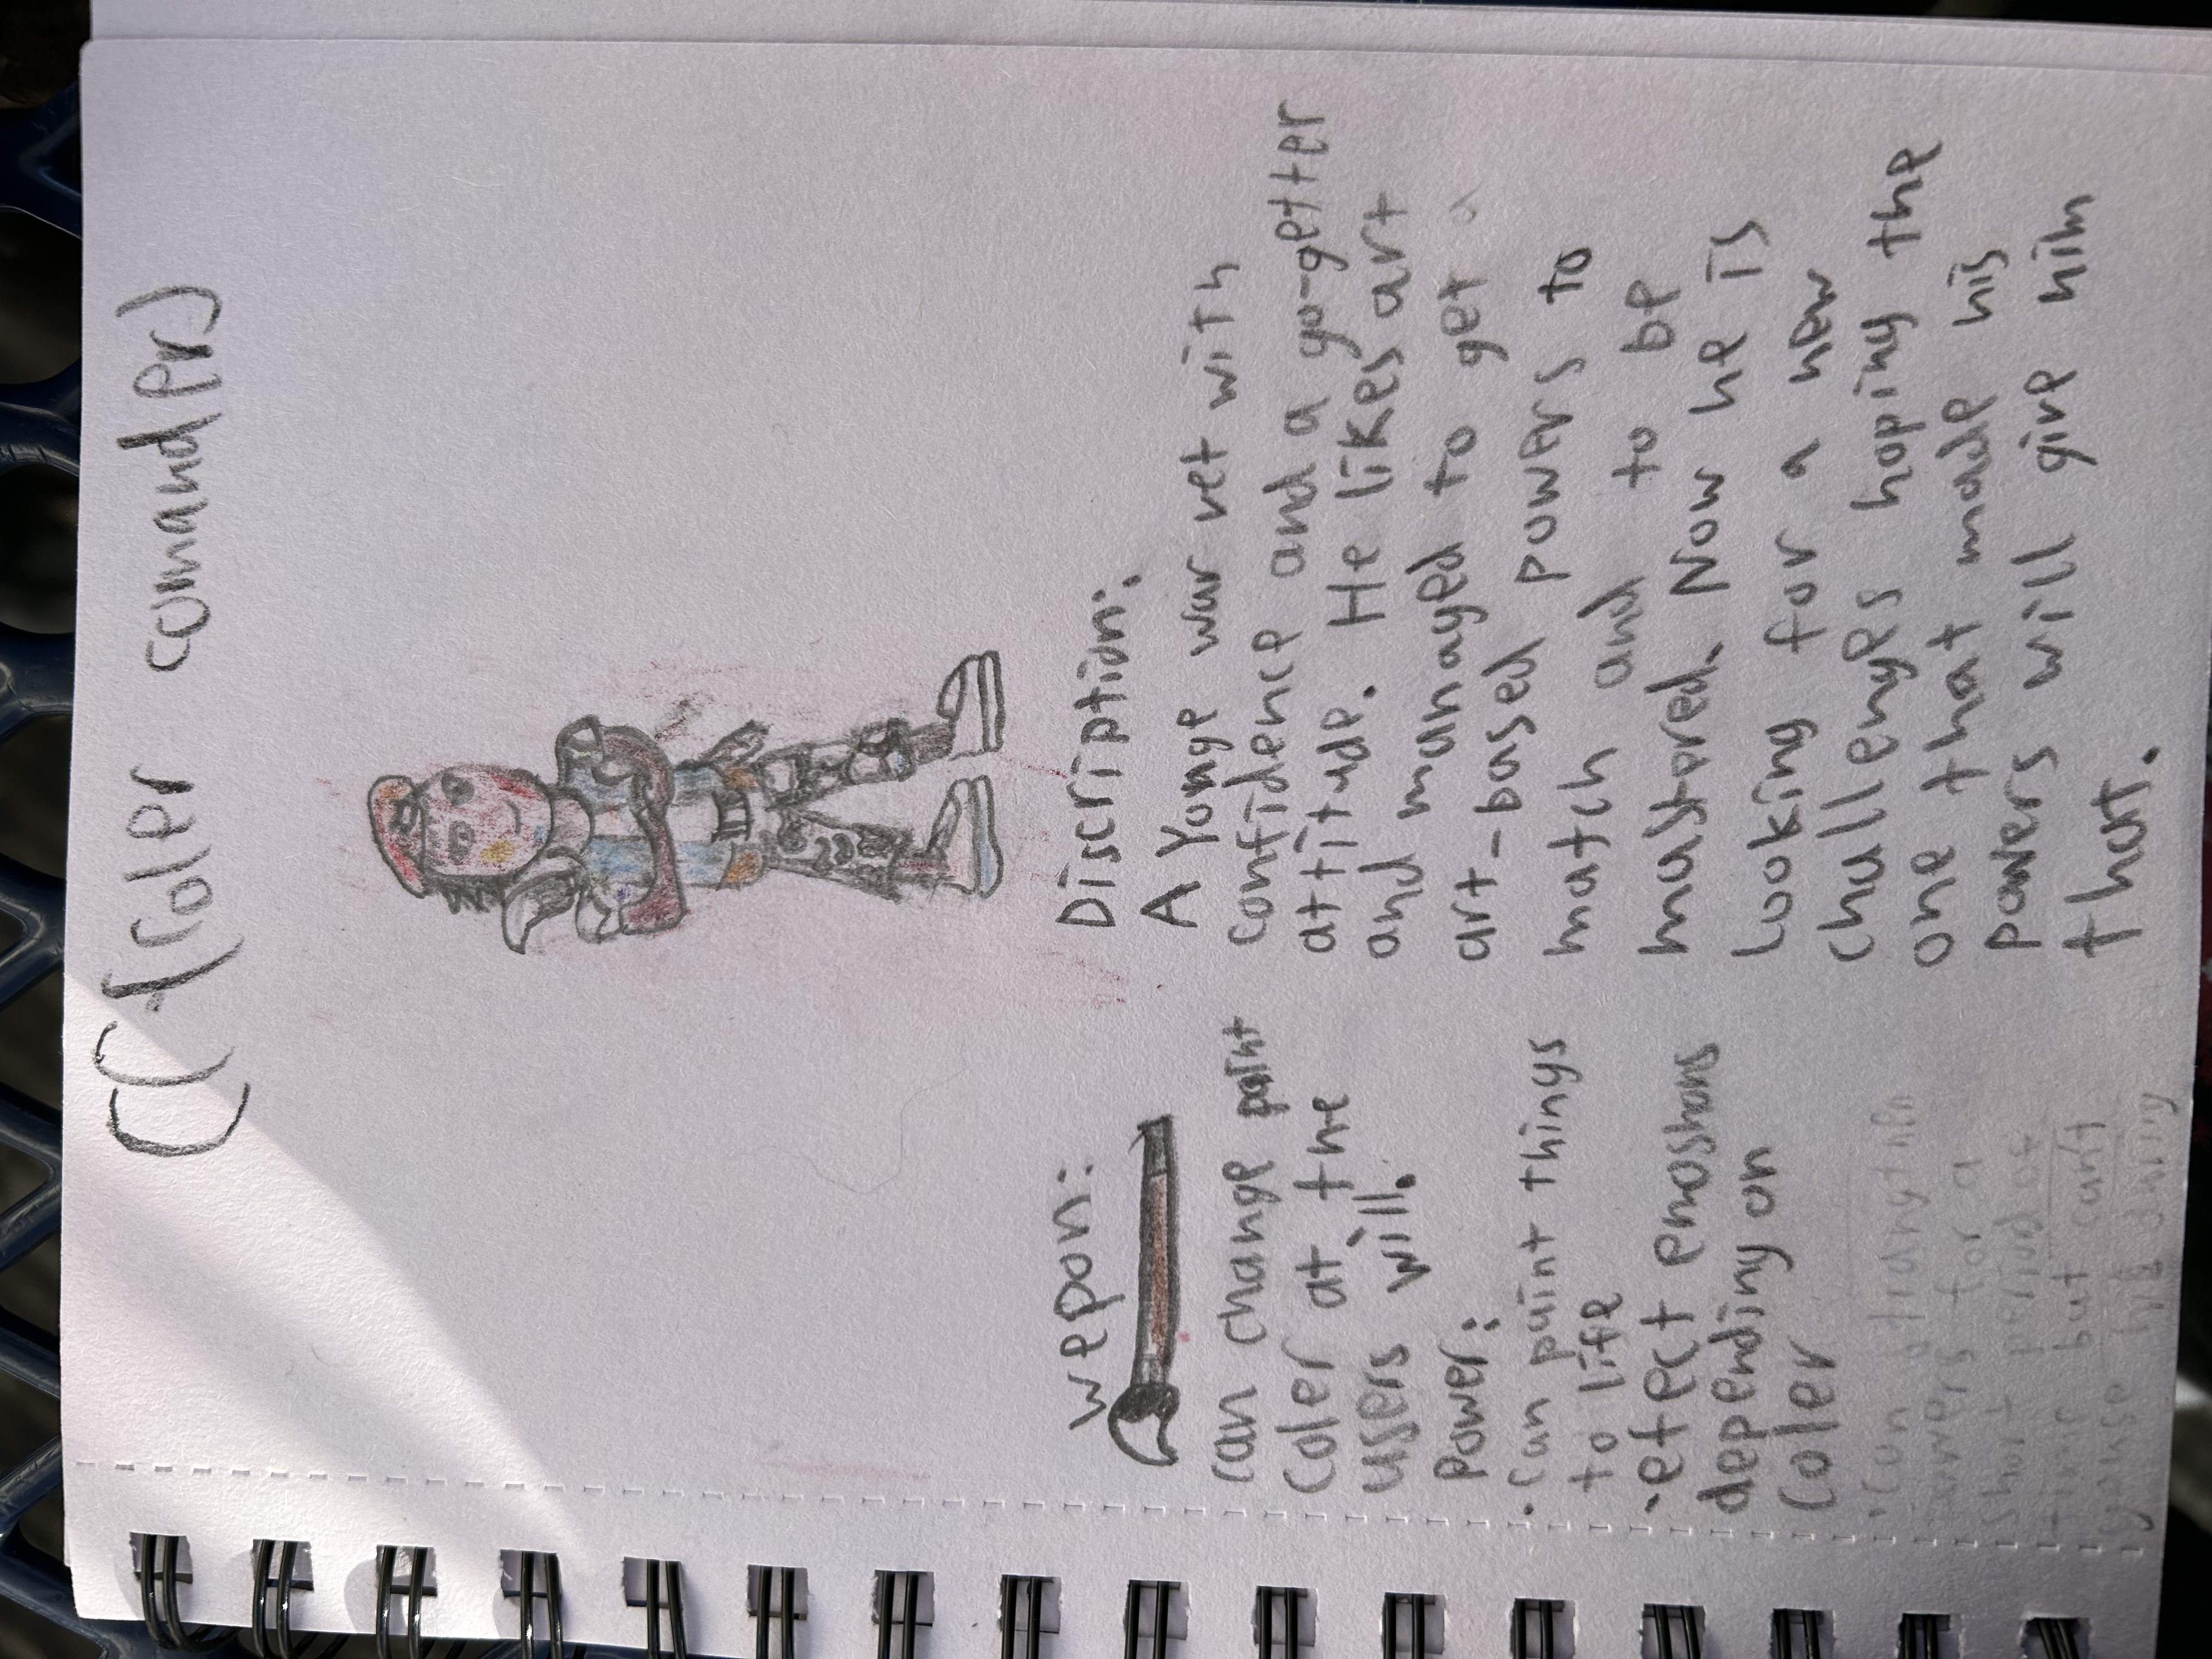 (CC
(coler comander)
wepon:
can change paint
coler at the
users will.
Power:
• can paint things
to life
• efect emoshons
depending on
coler
• can strangthen
powers for a
short period of
time but can't
during
Discription:
A Yonge war vet with
confidence and a go-getter
attitude. He likes art
and managed to get a
art-based powers to
match and to be
mastered. Now he is
looking for a new
challenges hoping the
one that made his
powers will give him
that.